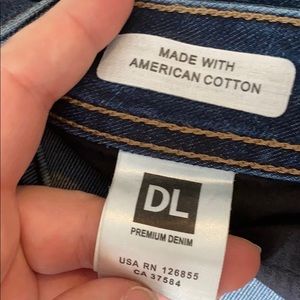 MADE WITH
AMERICAN COTTON
DL
PREMIUM DENIM
USA RN 126855
CA 37584